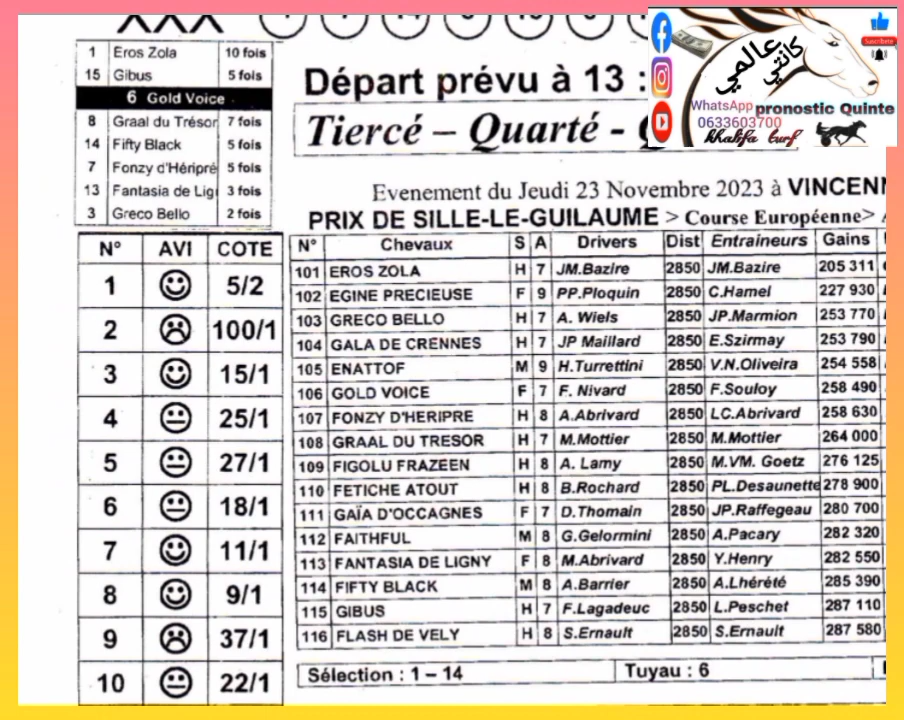 1 Eros Zola 10 fois
15 Gibus 5 fois
6 Gold Voice
8 Graal du Trésor 7 fois
14 Fifty Black 5 fois
7 Fonzy d'Héripré 5 fois
13 Fantasia de Lig 3 fois
3 Greco Bello 2 fois
Départ prévu à 13 :
Tiercé – Quarté -
كانتي عالمي
Suscríbete
WhatsApp
0633603700
pronostic Quinte
khalifa turf
Evenement du Jeudi 23 Novembre 2023 à VINCENN
PRIX DE SILLE-LE-GUILAUME > Course Européenne>
N° AVI COTE
1 5/2
2 100/1
3 15/1
4 25/1
5 27/1
6 18/1
7 11/1
8 9/1
9 37/1
10 22/1
N° Chevaux S A Drivers Dist Entraineurs Gains
101 EROS ZOLA H 7 JM.Bazire 2850 JM.Bazire 205 311
102 EGINE PRECIEUSE F 9 PP.Ploquin 2850 C.Hamel 227 930
103 GRECO BELLO H 7 A. Wiels 2850 JP.Marmion 253 770
104 GALA DE CRENNES H 7 JP Maillard 2850 E.Szirmay 253 790
105 ENATTOF M 9 H.Turrettini 2850 V.N.Oliveira 254 558
106 GOLD VOICE F 7 F. Nivard 2850 F.Souloy 258 490
107 FONZY D'HERIPRE H 8 A.Abrivard 2850 LC.Abrivard 258 630
108 GRAAL DU TRESOR H 7 M.Mottier 2850 M.Mottier 264 000
109 FIGOLU FRAZEEN H 8 A. Lamy 2850 M.VM. Goetz 276 125
110 FETICHE ATOUT H 8 B.Rochard 2850 PL.Desaunette 278 900
111 GAÏA D'OCCAGNES F 7 D.Thomain 2850 JP.Raffegeau 280 700
112 FAITHFUL M 8 G.Gelormini 2850 A.Pacary 282 320
113 FANTASIA DE LIGNY F 8 M.Abrivard 2850 Y.Henry 282 550
114 FIFTY BLACK M 8 A.Barrier 2850 A.Lhérété 285 390
115 GIBUS H 7 F.Lagadeuc 2850 L.Peschet 287 110
116 FLASH DE VELY H 8 S.Ernault 2850 S.Ernault 287 580
Sélection : 1 – 14
Tuyau : 6